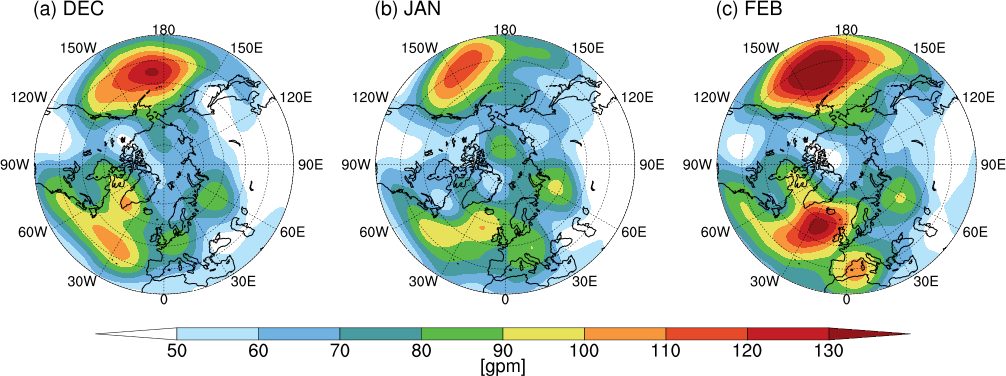 (a) DEC (b) JAN (c) FEB
180 180 180
150W 150E 150W 150E 150W 150E
120W 120E 120W 120E 120W 120E
90W 90E 90W 90E 90W 90E
60W 60E 60W 60E 60W 60E
30W 30E 30W 30E 30W 30E
0 0 0
50 60 70 80 90 100 110 120 130
[gpm]